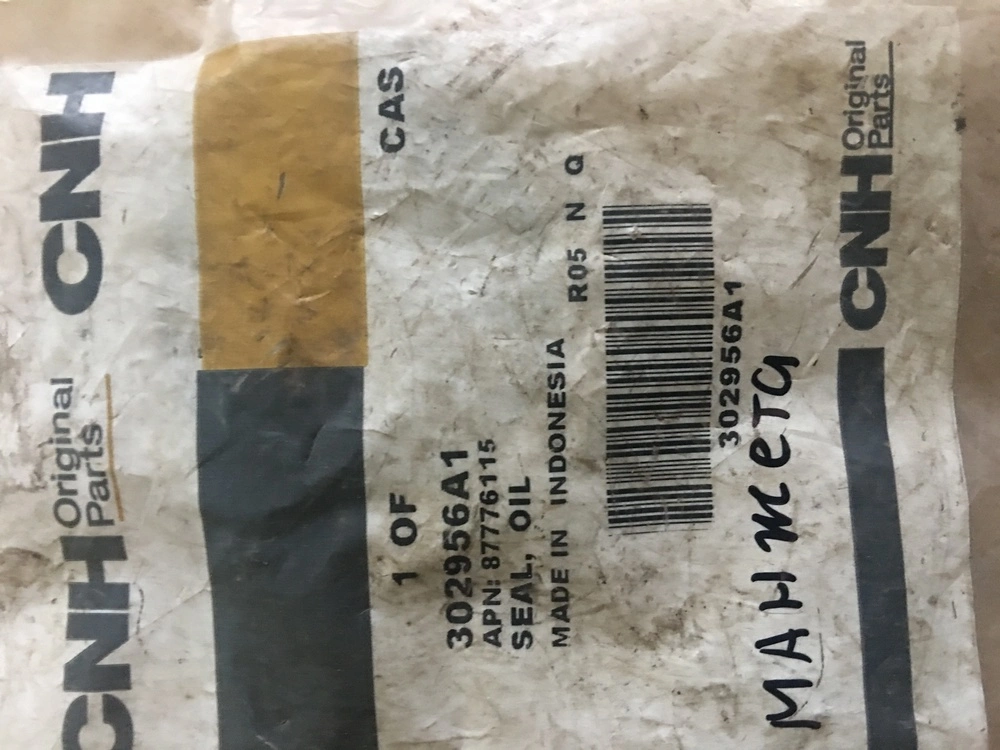 CNH Original Parts CNH
CAS
1 OF
302956A1
APN: 87776115
SEAL, OIL
MADE IN INDONESIA R05 N Q
302956A1
манжета
CNH Original Parts